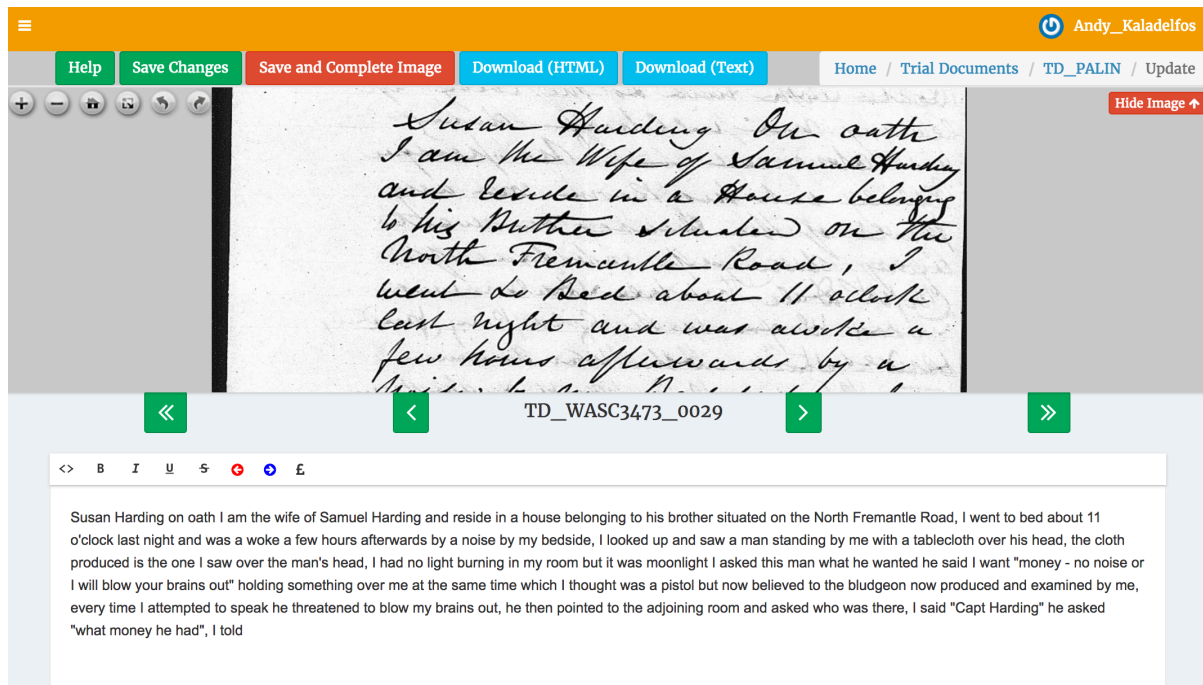 Andy_Kaladelfos
Help Save Changes Save and Complete Image Download (HTML) Download (Text) Home / Trial Documents / TD_PALIN / Update
Hide Image
Susan Harding On oath
I am the Wife of Samuel Harding
and reside in a House belonging
to his Brother situated on the
North Fremantle Road, I
went to Bed about 11 oclock
last night and was awoke a
few hours afterwards by a
TD_WASC3473_0029
<> B I U S £
Susan Harding on oath I am the wife of Samuel Harding and reside in a house belonging to his brother situated on the North Fremantle Road, I went to bed about 11
o'clock last night and was a woke a few hours afterwards by a noise by my bedside, I looked up and saw a man standing by me with a tablecloth over his head, the cloth
produced is the one I saw over the man's head, I had no light burning in my room but it was moonlight I asked this man what he wanted he said I want "money - no noise or
I will blow your brains out" holding something over me at the same time which I thought was a pistol but now believed to the bludgeon now produced and examined by me,
every time I attempted to speak he threatened to blow my brains out, he then pointed to the adjoining room and asked who was there, I said "Capt Harding" he asked
"what money he had", I told